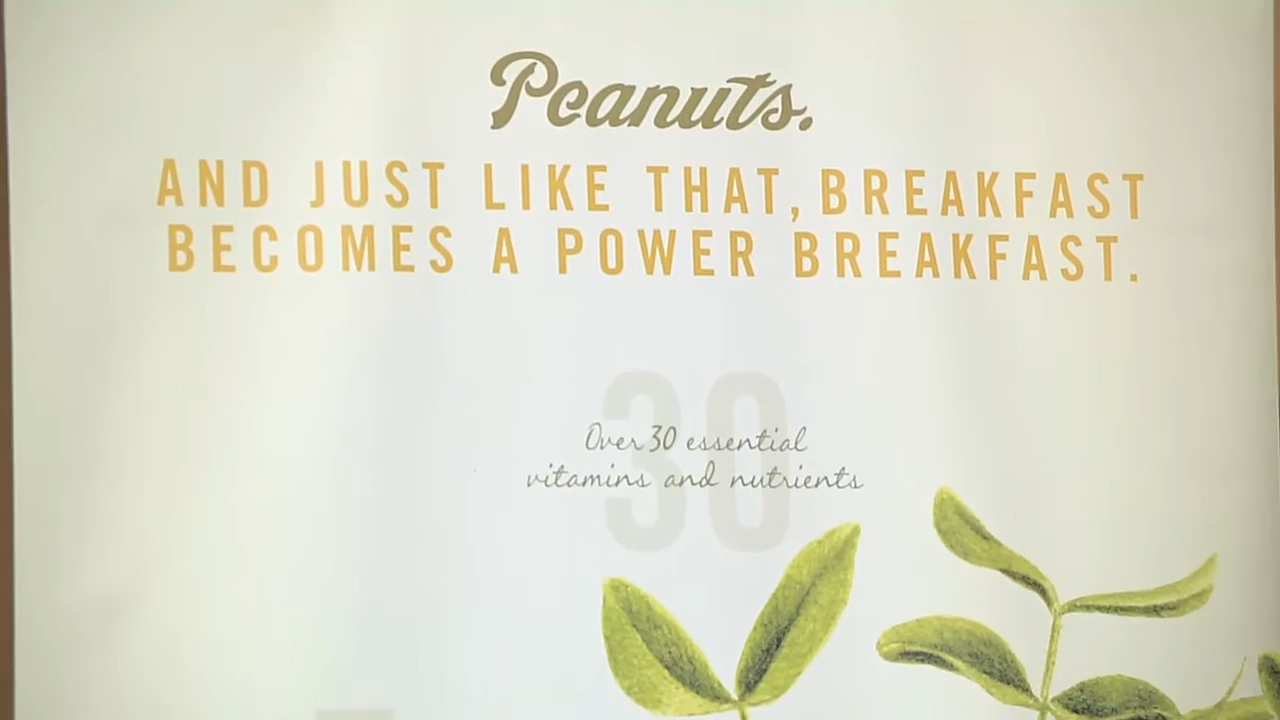 Peanuts.
AND JUST LIKE THAT, BREAKFAST
BECOMES A POWER BREAKFAST.
30
Over 30 essential
vitamins and nutrients